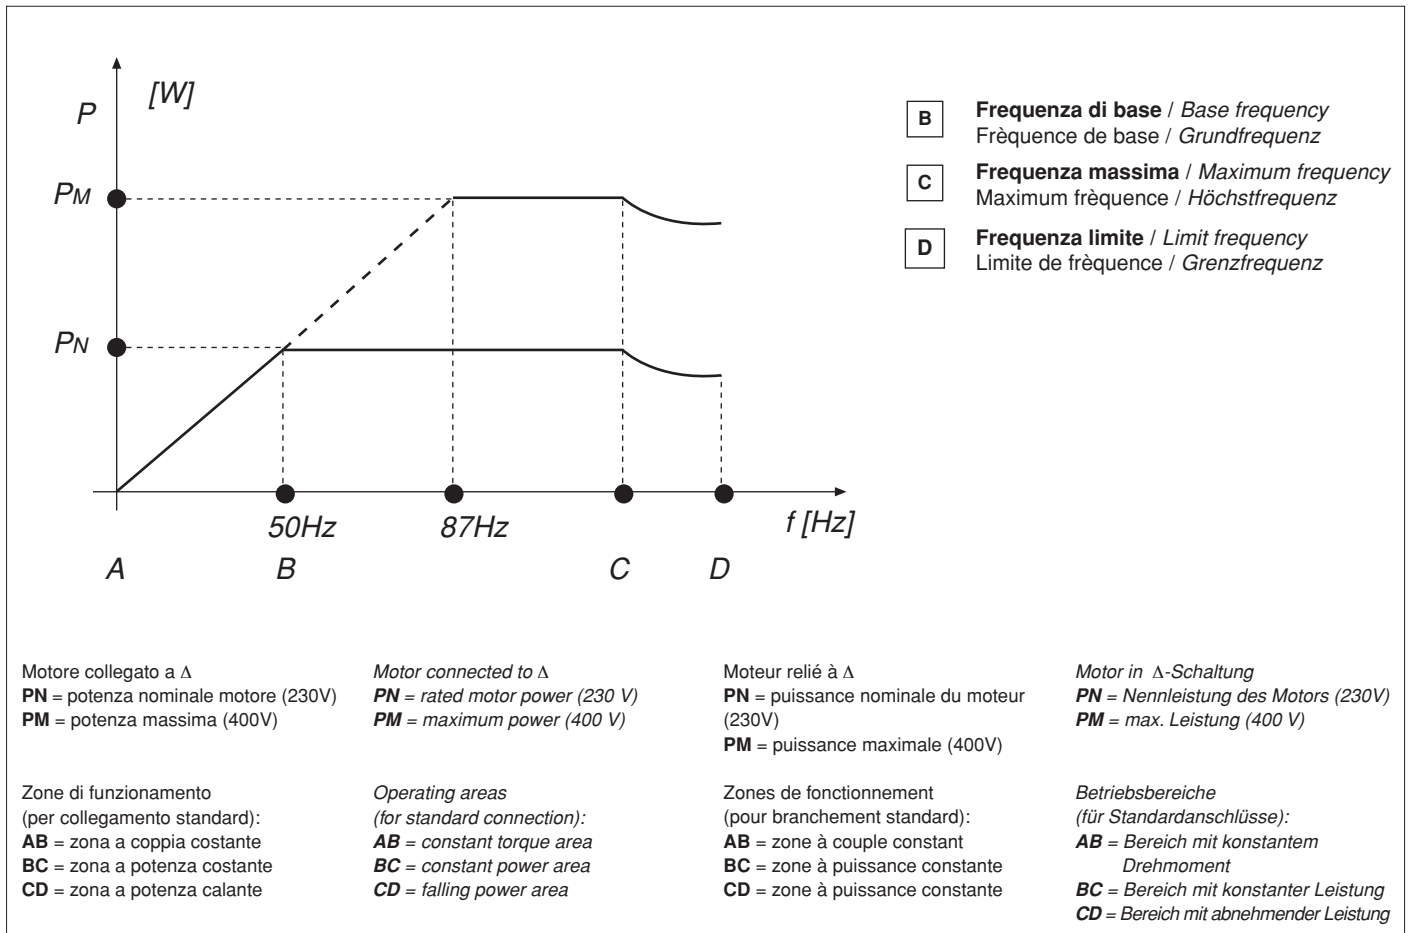 P
[W]
PM
PN
50Hz
87Hz
f [Hz]
A
B
C
D
B
Frequenza di base / Base frequency
Frèquence de base / Grundfrequenz
C
Frequenza massima / Maximum frequency
Maximum frèquence / Höchstfrequenz
D
Frequenza limite / Limit frequency
Limite de frèquence / Grenzfrequenz
Motore collegato a Δ
PN = potenza nominale motore (230V)
PM = potenza massima (400V)
Motor connected to Δ
PN = rated motor power (230 V)
PM = maximum power (400 V)
Moteur relié à Δ
PN = puissance nominale du moteur
(230V)
PM = puissance maximale (400V)
Motor in Δ-Schaltung
PN = Nennleistung des Motors (230V)
PM = max. Leistung (400 V)
Zone di funzionamento
(per collegamento standard):
AB = zona a coppia costante
BC = zona a potenza costante
CD = zona a potenza calante
Operating areas
(for standard connection):
AB = constant torque area
BC = constant power area
CD = falling power area
Zones de fonctionnement
(pour branchement standard):
AB = zone à couple constant
BC = zone à puissance constante
CD = zone à puissance constante
Betriebsbereiche
(für Standardanschlüsse):
AB = Bereich mit konstantem
Drehmoment
BC = Bereich mit konstanter Leistung
CD = Bereich mit abnehmender Leistung